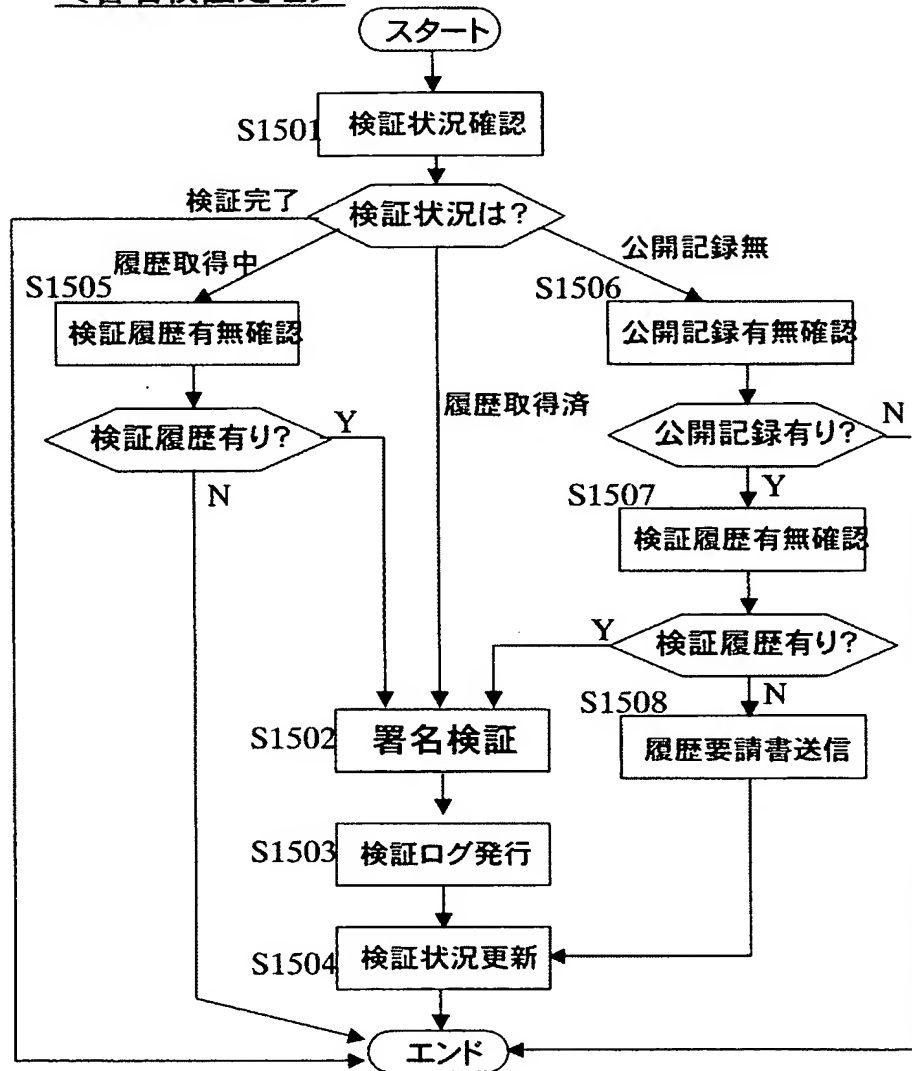 スタート
S1501
検証状況確認
検証完了
検証状況は?
履歴取得中
公開記録無
S1505
検証履歴有無確認
S1506
公開記録有無確認
履歴取得済
検証履歴有り?
Y
N
公開記録有り?
N
Y
S1507
検証履歴有無確認
検証履歴有り?
Y
N
S1508
履歴要請書送信
S1502
署名検証
S1503
検証ログ発行
S1504
検証状況更新
エンド